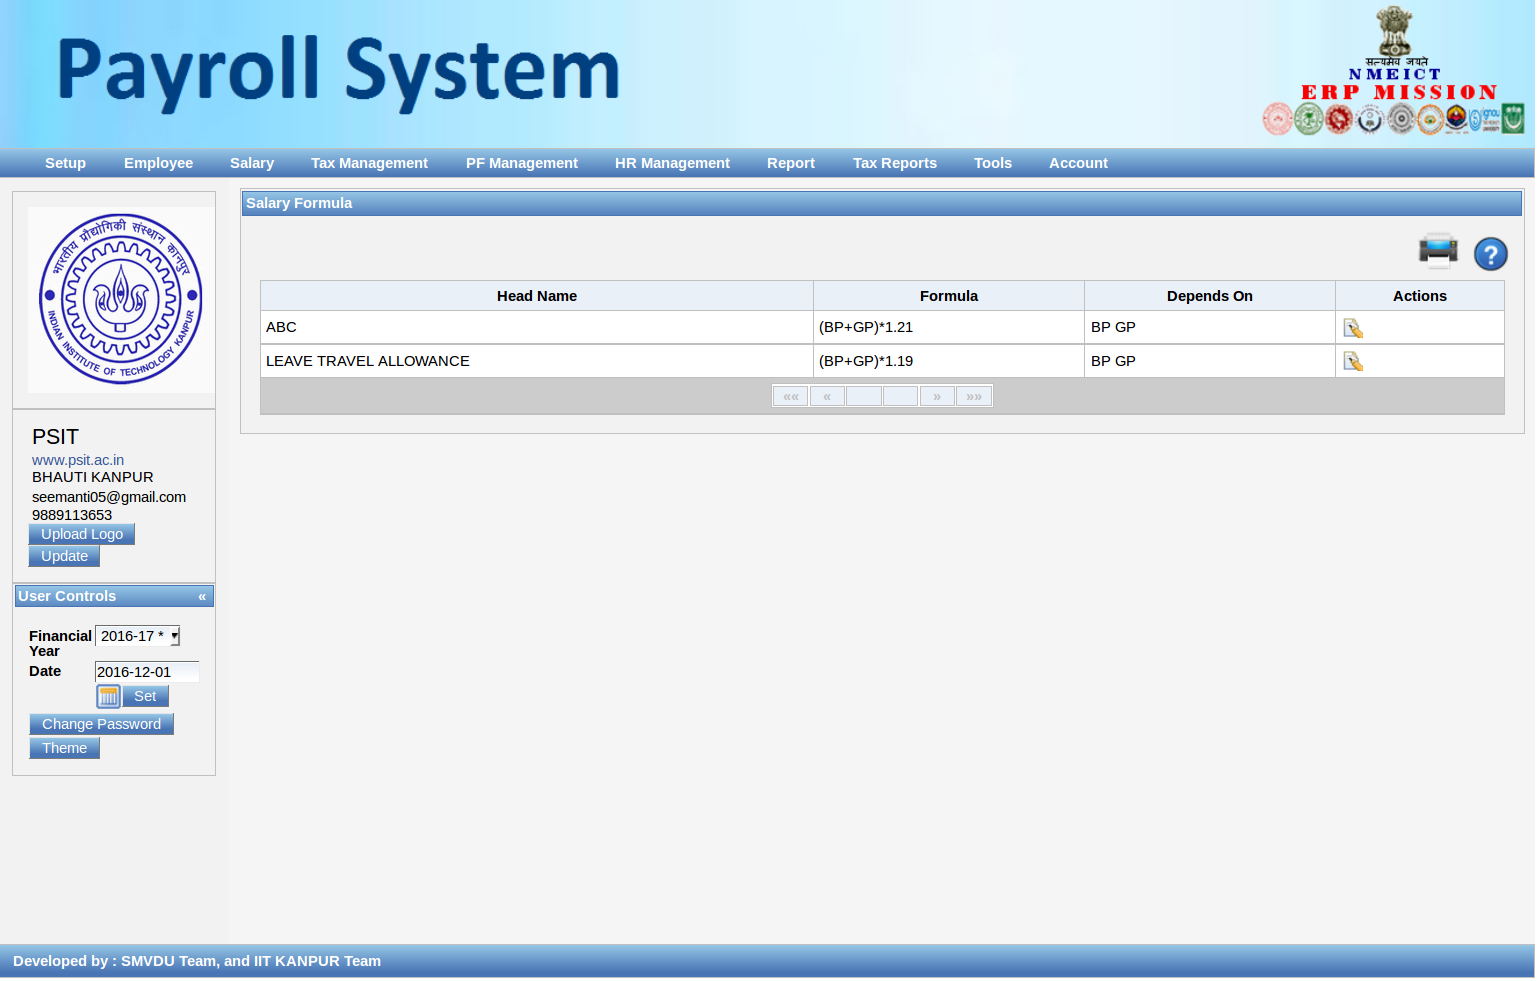 Payroll System
सत्यमेव जयते
NMEICT
ERP MISSION
Setup Employee Salary Tax Management PF Management HR Management Report Tax Reports Tools Account
भारतीय प्रौद्योगिकी संस्थान कानपुर
INDIAN INSTITUTE OF TECHNOLOGY KANPUR
PSIT
www.psit.ac.in
BHAUTI KANPUR
seemanti05@gmail.com
9889113653
Upload Logo
Update
User Controls «
Financial Year 2016-17 *
Date 2016-12-01
Set
Change Password
Theme
Salary Formula
?
Head Name Formula Depends On Actions
ABC (BP+GP)*1.21 BP GP
LEAVE TRAVEL ALLOWANCE (BP+GP)*1.19 BP GP
«« « » »»
Developed by : SMVDU Team, and IIT KANPUR Team